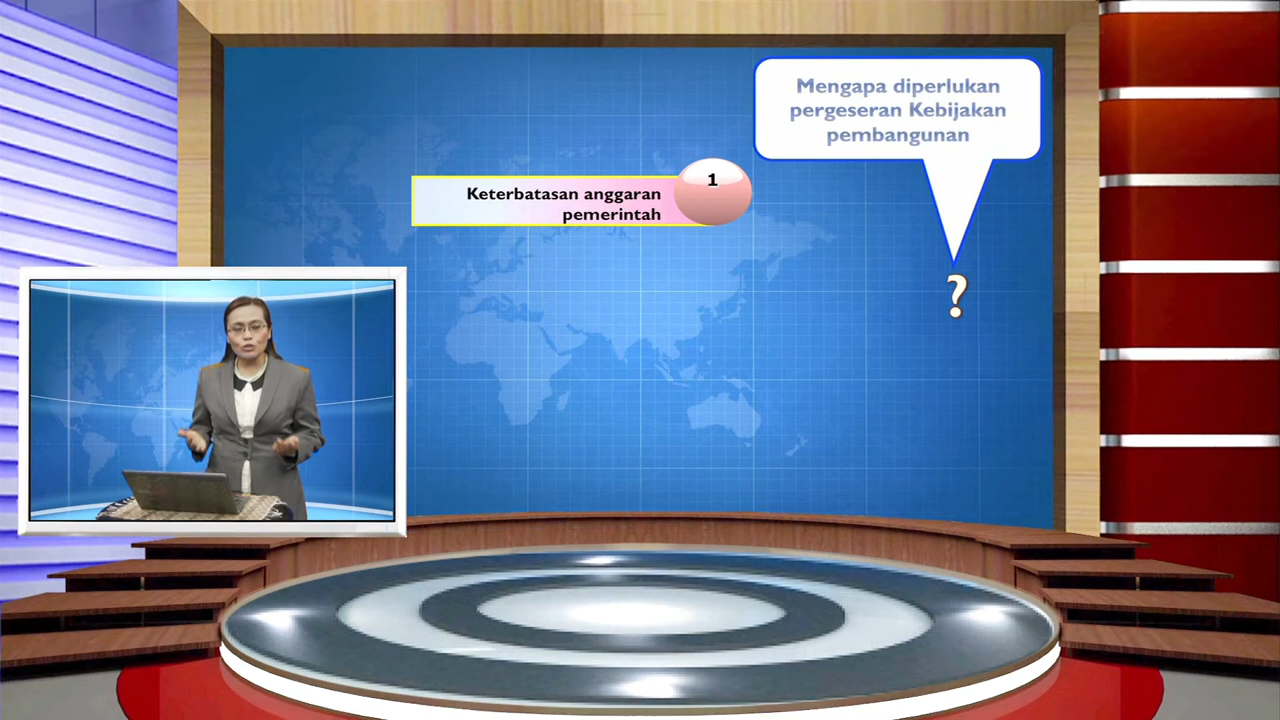 Mengapa diperlukan
pergeseran Kebijakan
pembangunan
?
1
Keterbatasan anggaran
pemerintah